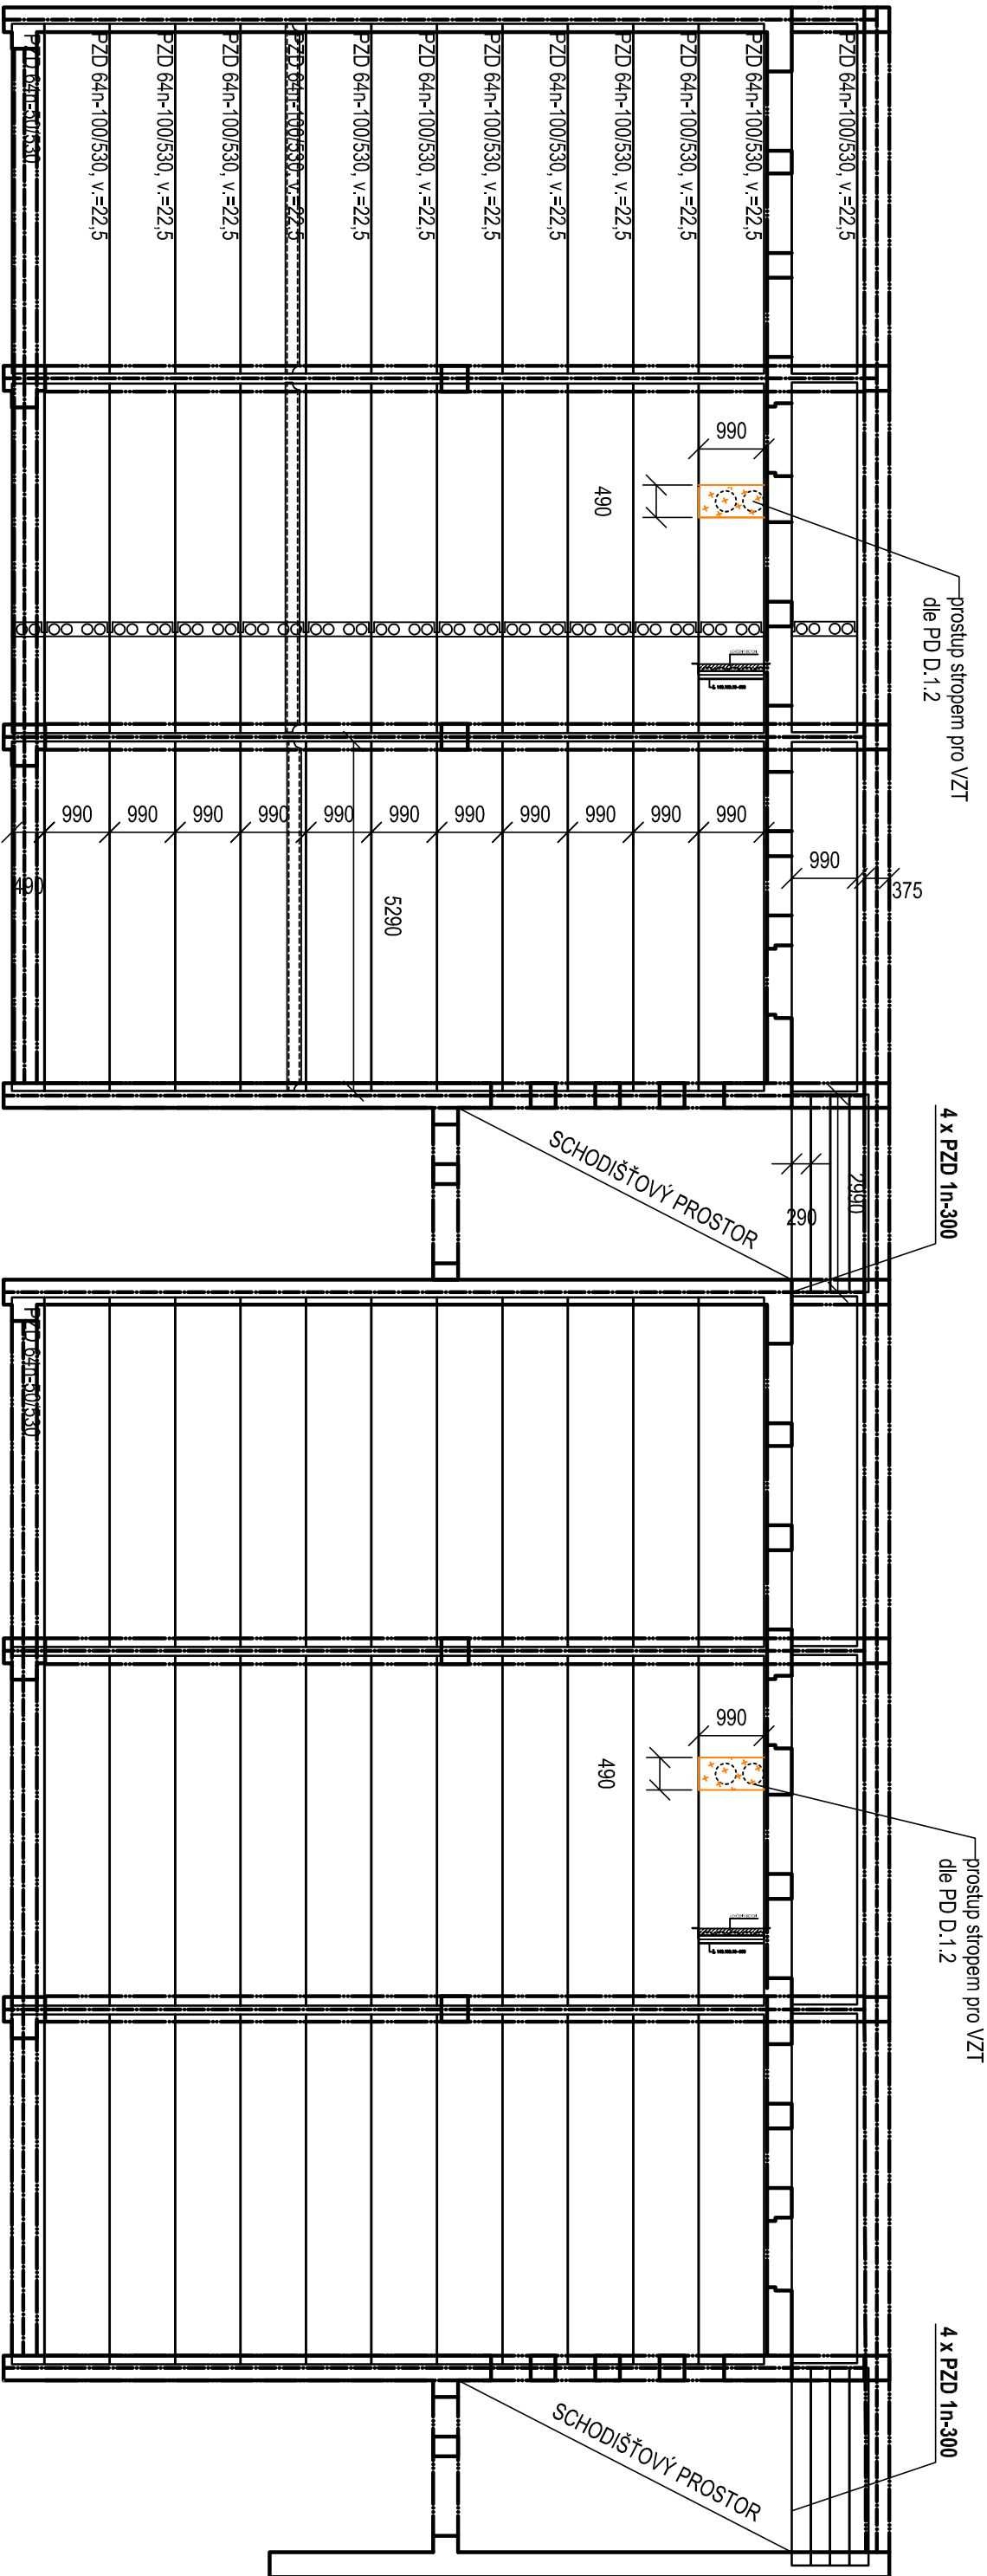 PZD 64n-100/530, v.=22,5
PZD 64n-100/530, v.=22,5
PZD 64n-100/530, v.=22,5
PZD 64n-100/530, v.=22,5
PZD 64n-100/530, v.=22,5
PZD 64n-100/530, v.=22,5
PZD 64n-100/530, v.=22,5
PZD 64n-100/530, v.=22,5
PZD 64n-100/530, v.=22,5
PZD 64n-100/530, v.=22,5
PZD 64n-100/530, v.=22,5
PZD 64n-100/530, v.=22,5
PZD 64n-50/530
990
490
prostup stropem pro VZT
dle PD D.1.2
990
990
990
990
990
990
990
990
990
990
990
490
990
375
5290
4 x PZD 1n-300
2990
290
SCHODIŠŤOVÝ PROSTOR
PZD 64n-50/530
990
490
prostup stropem pro VZT
dle PD D.1.2
4 x PZD 1n-300
SCHODIŠŤOVÝ PROSTOR